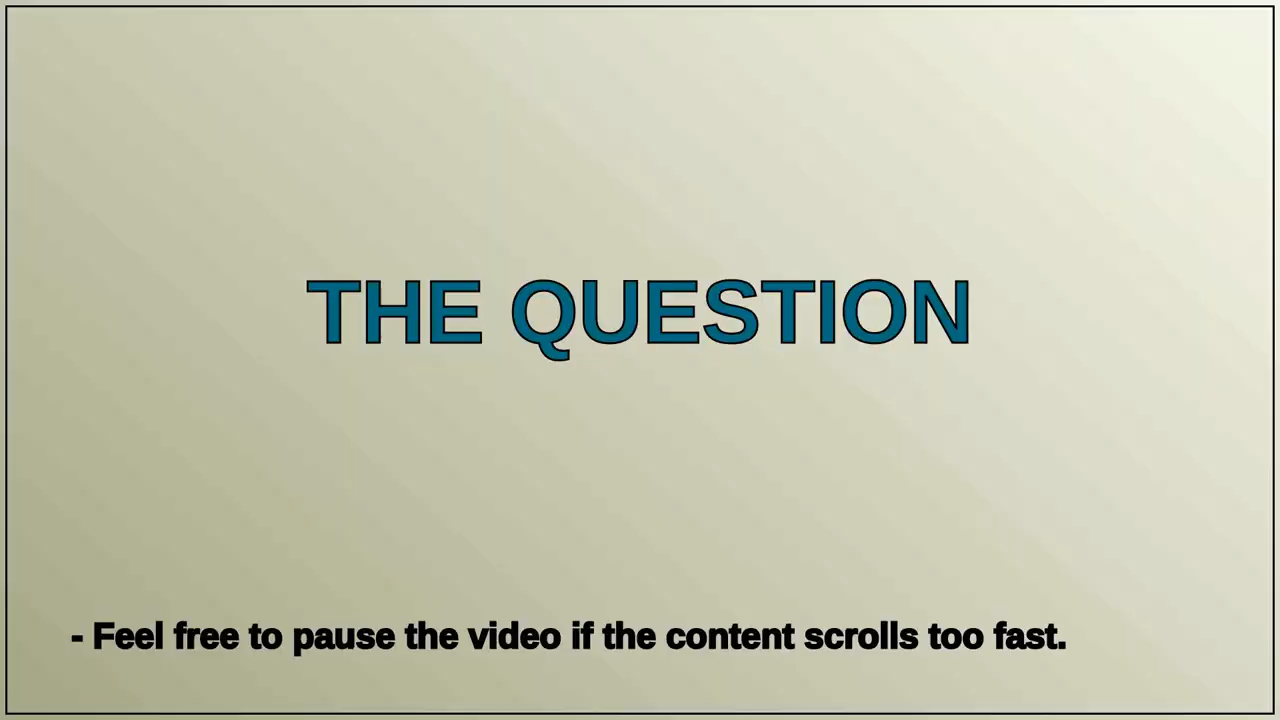 THE QUESTION
- Feel free to pause the video if the content scrolls too fast.